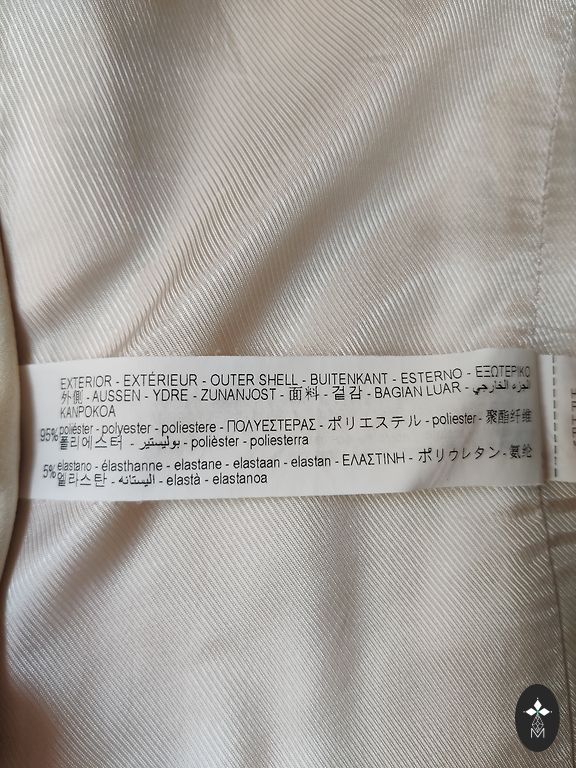 EXTERIOR - EXTÉRIEUR - OUTER SHELL - BUITENKANT - ESTERNO - ΕΞΩΤΕΡΙΚΟ
外側 - AUSSEN - YDRE - ZUNANJOST - 面料 - 겉감 - BAGIAN LUAR - الجزء الخارجي
KANPOKOA
95% poliéster - polyester - poliestere - ΠΟΛΥΕΣΤΕΡΑΣ - ポリエステル - poliester - 聚酯纤维
폴리에스터 - بوليستير - polièster - poliesterra
5% elastano - élasthanne - elastane - elastaan - elastan - ΕΛΑΣΤΙΝΗ - ポリウレタン - 氨纶
엘라스탄 - اليستانه - elastà - elastanoa
M